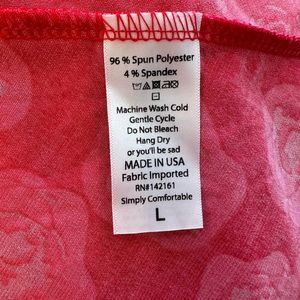 96 % Spun Polyester
4 % Spandex
Machine Wash Cold
Gentle Cycle
Do Not Bleach
Hang Dry
or you'll be sad
MADE IN USA
Fabric Imported
RN#142161
Simply Comfortable
L